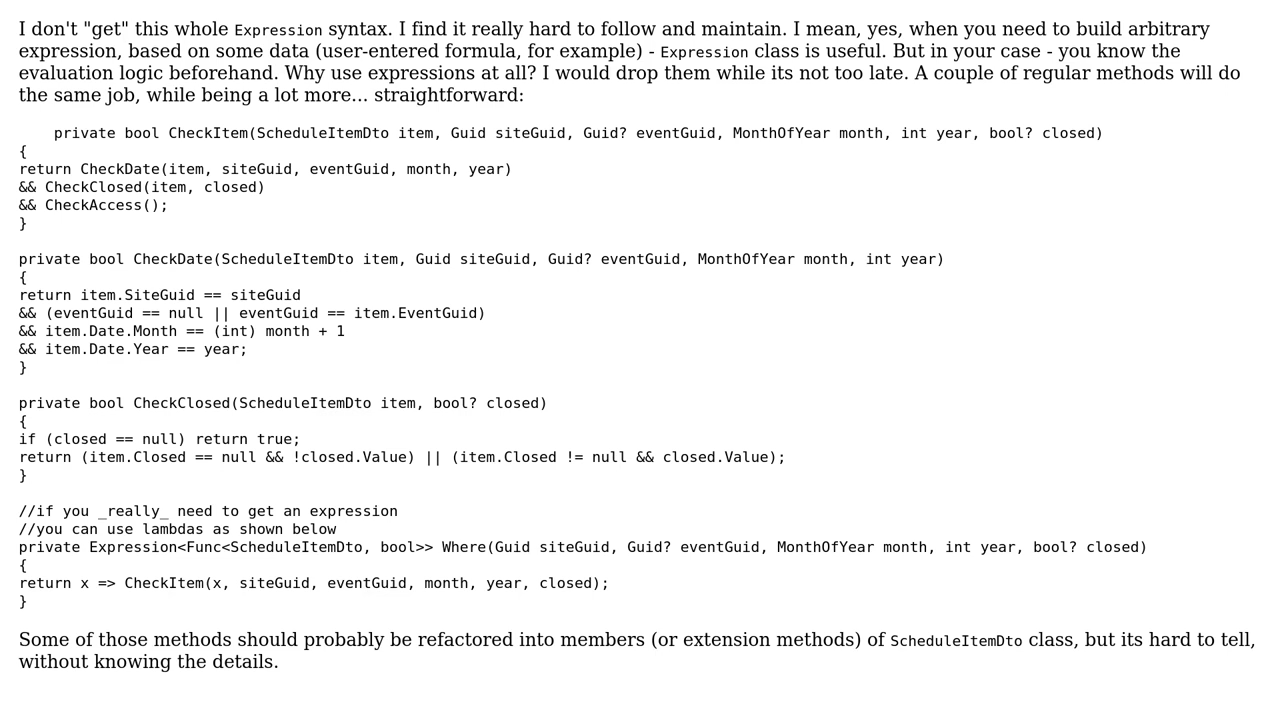 I don't "get" this whole Expression syntax. I find it really hard to follow and maintain. I mean, yes, when you need to build arbitrary
expression, based on some data (user-entered formula, for example) - Expression class is useful. But in your case - you know the
evaluation logic beforehand. Why use expressions at all? I would drop them while its not too late. A couple of regular methods will do
the same job, while being a lot more... straightforward:
    private bool CheckItem(ScheduleItemDto item, Guid siteGuid, Guid? eventGuid, MonthOfYear month, int year, bool? closed)
{
return CheckDate(item, siteGuid, eventGuid, month, year)
&& CheckClosed(item, closed)
&& CheckAccess();
}

private bool CheckDate(ScheduleItemDto item, Guid siteGuid, Guid? eventGuid, MonthOfYear month, int year)
{
return item.SiteGuid == siteGuid
&& (eventGuid == null || eventGuid == item.EventGuid)
&& item.Date.Month == (int) month + 1
&& item.Date.Year == year;
}

private bool CheckClosed(ScheduleItemDto item, bool? closed)
{
if (closed == null) return true;
return (item.Closed == null && !closed.Value) || (item.Closed != null && closed.Value);
}

//if you _really_ need to get an expression
//you can use lambdas as shown below
private Expression<Func<ScheduleItemDto, bool>> Where(Guid siteGuid, Guid? eventGuid, MonthOfYear month, int year, bool? closed)
{
return x => CheckItem(x, siteGuid, eventGuid, month, year, closed);
}

Some of those methods should probably be refactored into members (or extension methods) of ScheduleItemDto class, but its hard to tell,
without knowing the details.